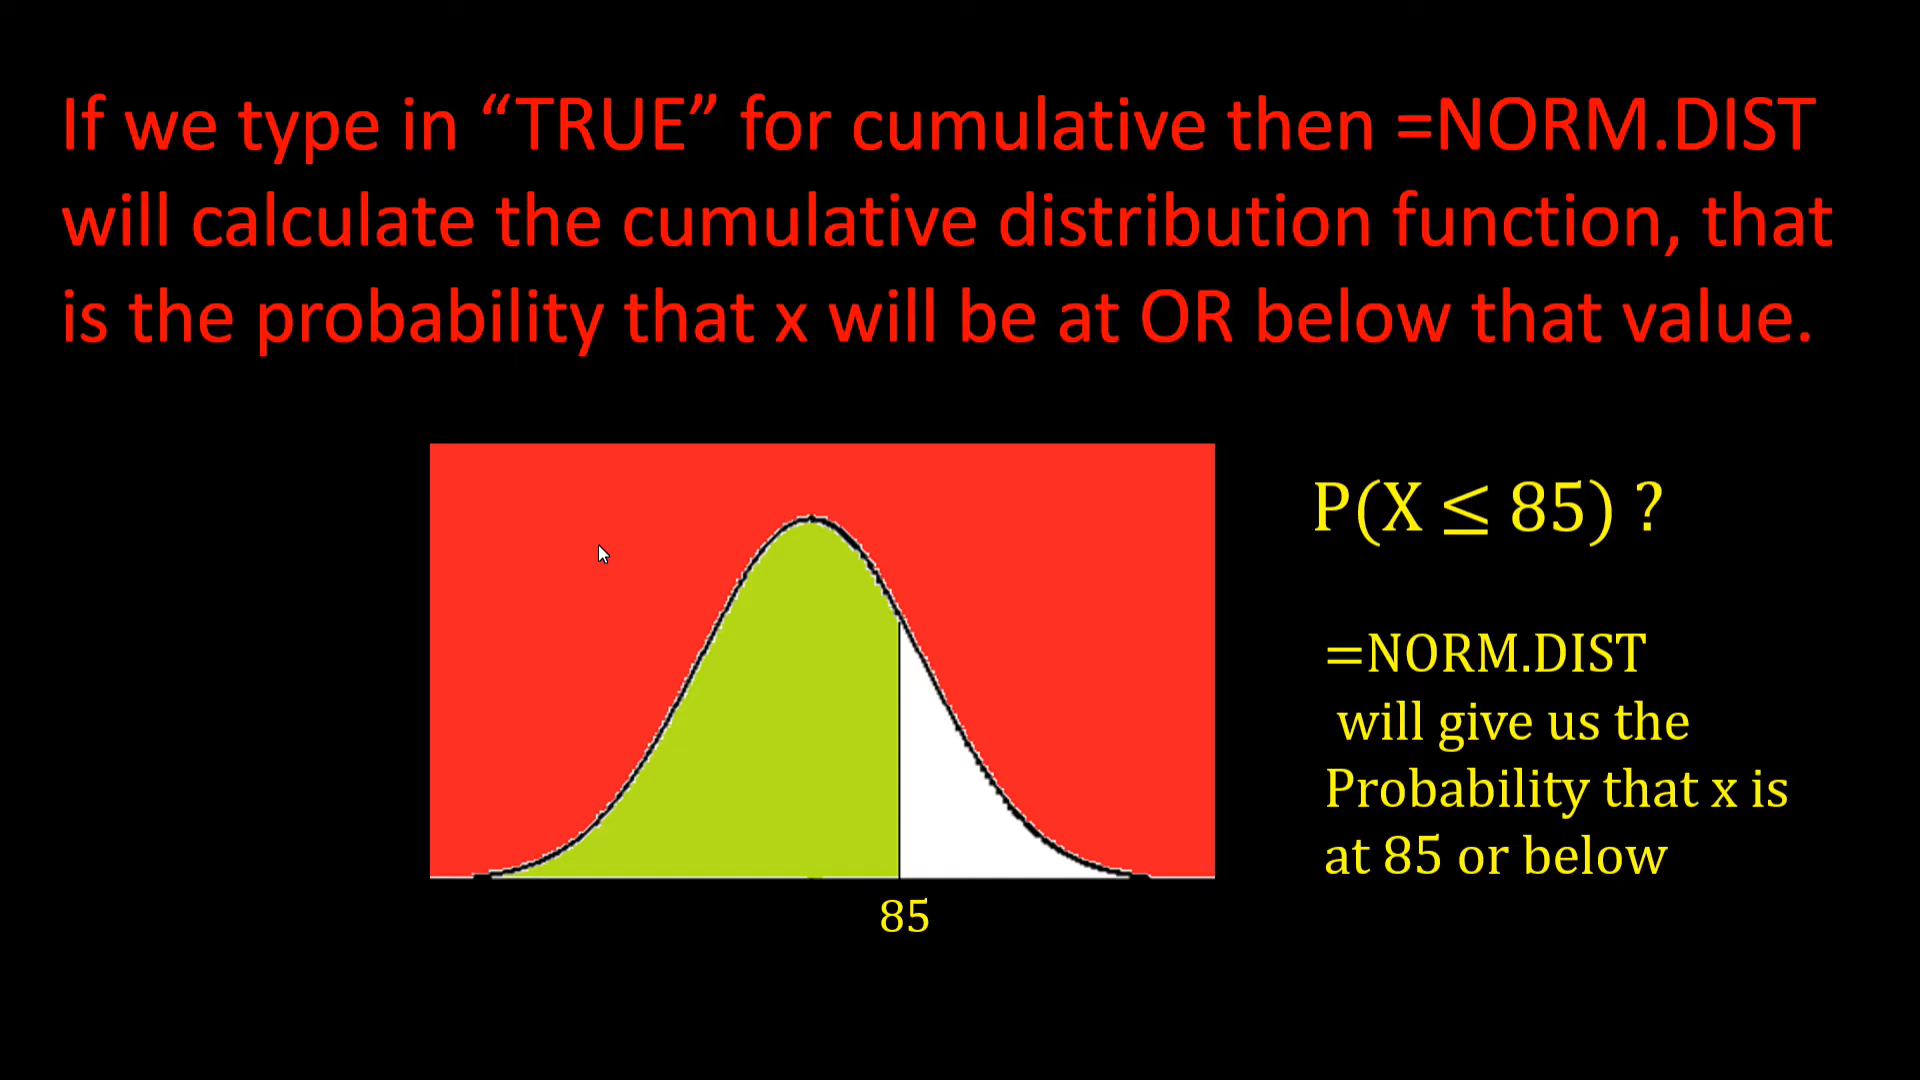 If we type in “TRUE” for cumulative then =NORM.DIST
will calculate the cumulative distribution function, that
is the probability that x will be at OR below that value.
P(X ≤ 85) ?
=NORM.DIST
will give us the
Probability that x is
at 85 or below
85